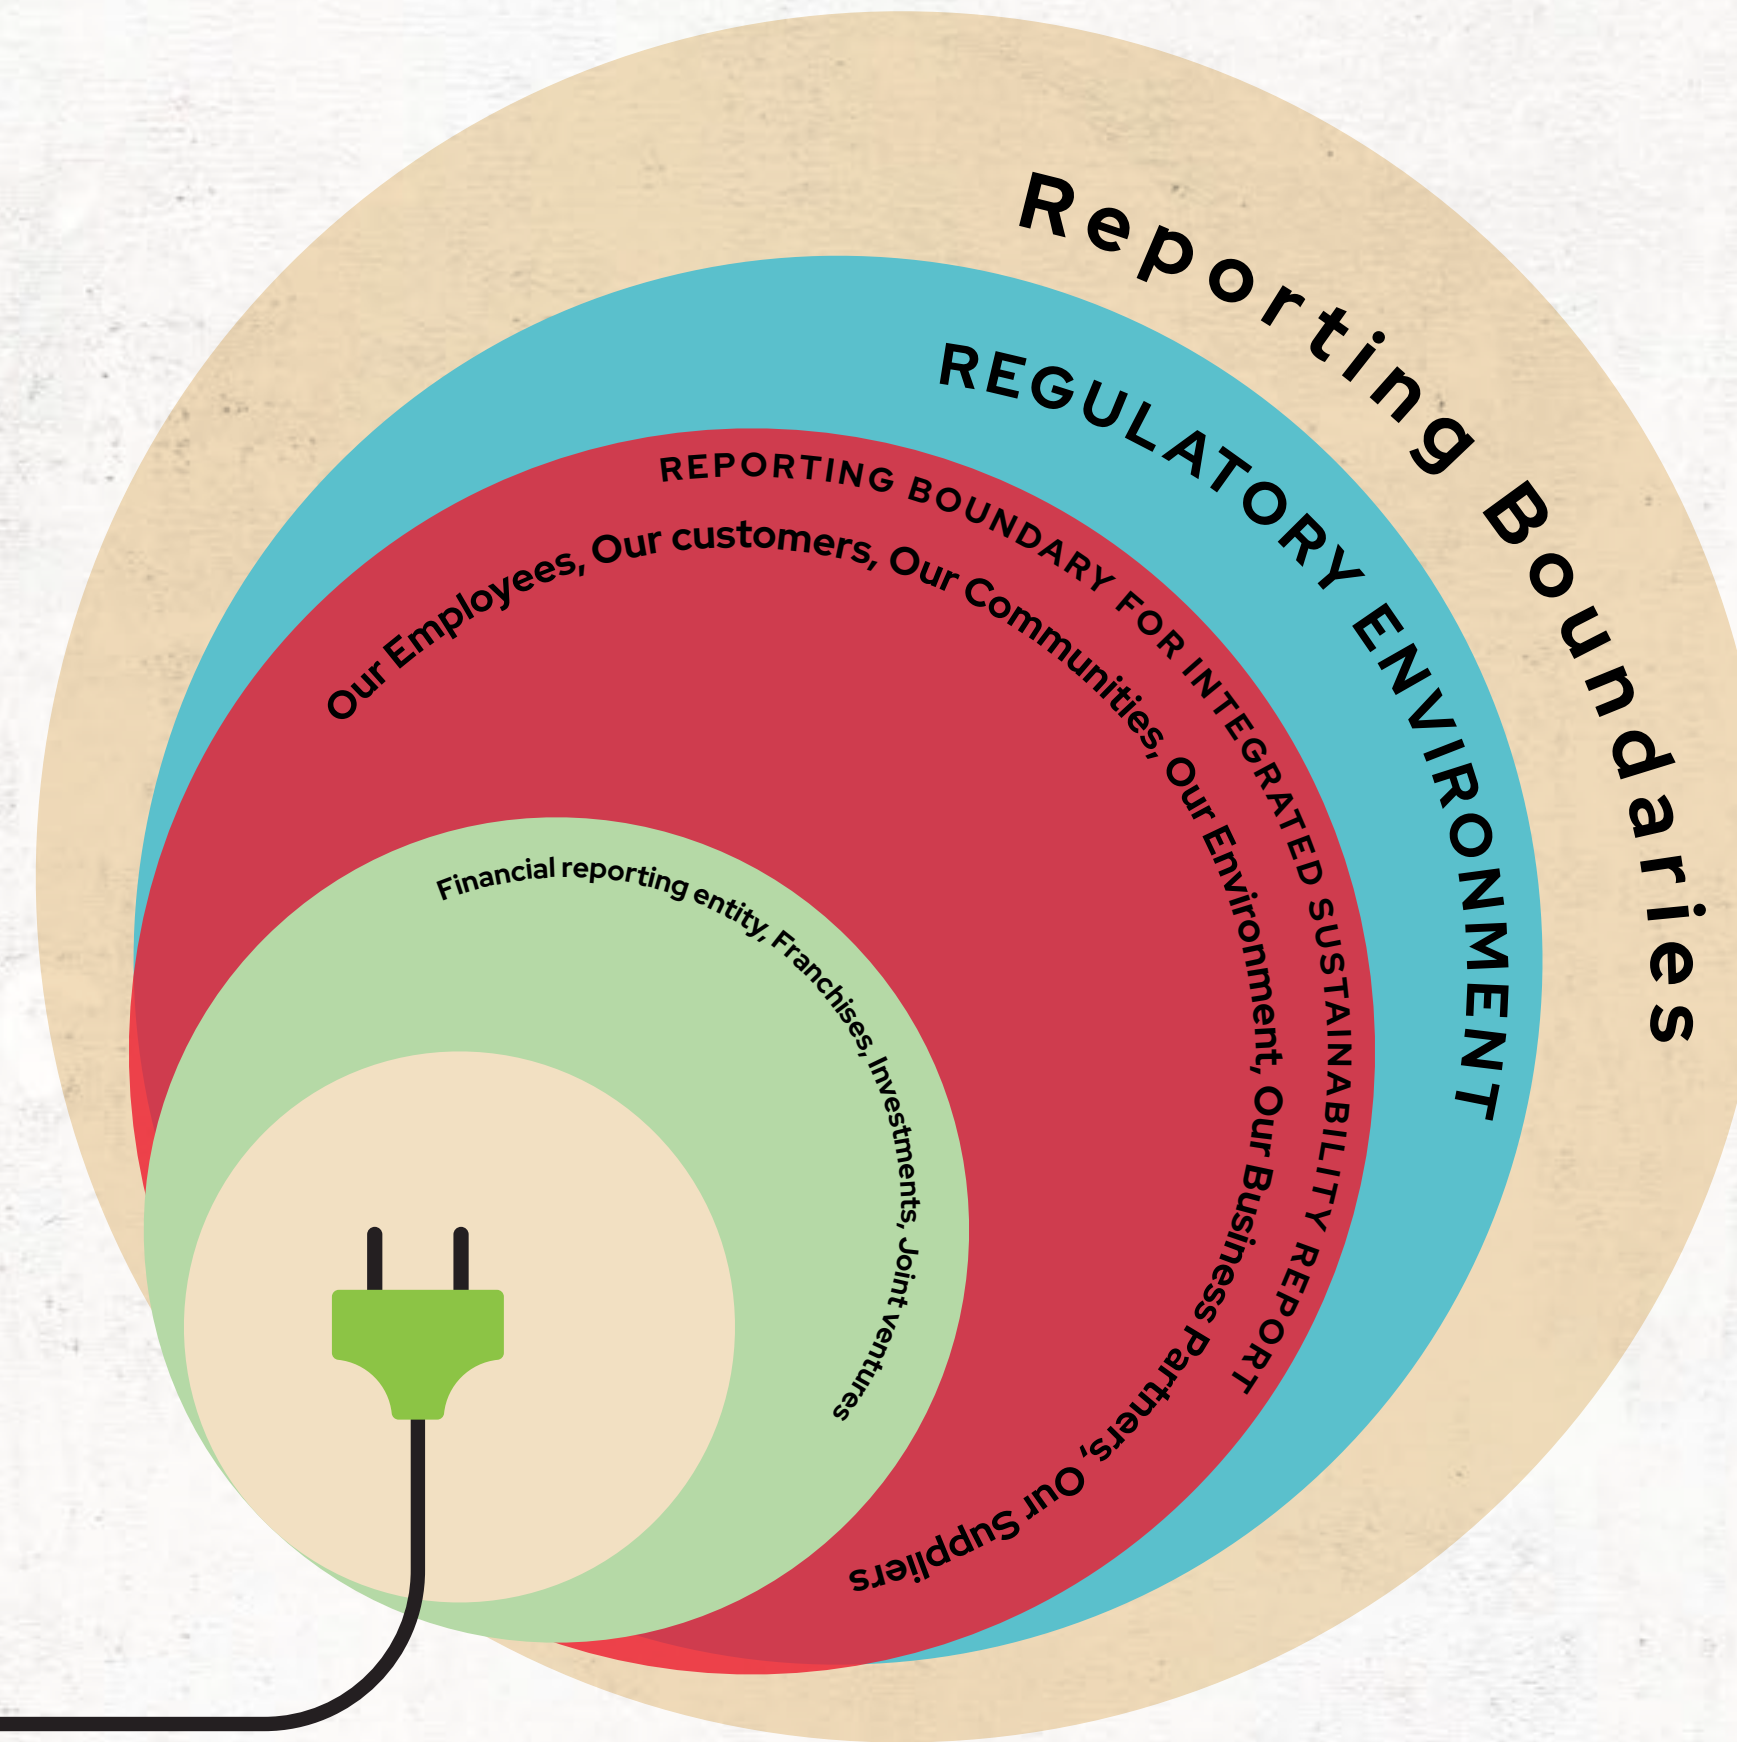 Reporting Boundaries
REGULATORY ENVIRONMENT
REPORTING BOUNDARY FOR INTEGRATED SUSTAINABILITY REPORT
Our Employees, Our customers, Our Communities, Our Environment, Our Business Partners, Our Suppliers
Financial reporting entity, Franchises, Investments, Joint ventures